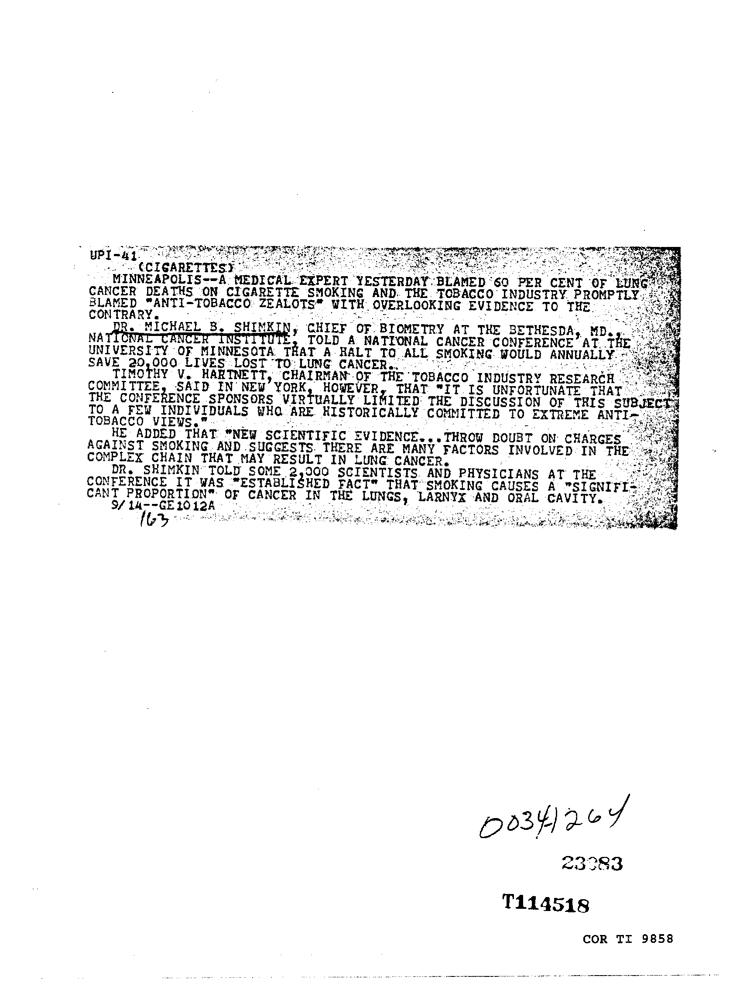 UPI-41
(CIGARETTES)
MINNEAPOLIS--A MEDICAL EXPERT YESTERDAY BLAMED 60 PER CENT OF LUNG
CANCER DEATHS ON CIGARETTE SMOKING AND THE TOBACCO INDUSTRY PROMPTLY
BLAMED "ANTI-TOBACCO ZEALOTS" WITH OVERLOOKING EVIDENCE TO THE
CONTRARY.
DR. MICHAEL B. SHIMKIN, CHIEF OF BIOMETRY AT THE BETHESDA, MD.,
NATIONAL CANCER INSTITUTE, TOLD A NATIONAL CANCER CONFERENCE AT THE
UNIVERSITY OF MINNESOTA THAT A HALT TO ALL SMOKING WOULD ANNUALLY
SAVE 20,000 LIVES LOST TO LUNG CANCER.
TIMOTHY V. HARTNETT, CHAIRMAN OF THE TOBACCO INDUSTRY RESEARCH
COMMITTEE, SAID IN NEW YORK, HOWEVER, THAT "IT IS UNFORTUNATE THAT
THE CONFERENCE SPONSORS VIRTUALLY LIMITED THE DISCUSSION OF THIS SUBJECT
TO A FEW INDIVIDUALS WHO ARE HISTORICALLY COMMITTED TO EXTREME ANTI-
TOBACCO VIEWS."
HE ADDED THAT "NEW SCIENTIFIC EVIDENCE...THROW DOUBT ON CHARGES
AGAINST SMOKING AND SUGGESTS THERE ARE MANY FACTORS INVOLVED IN THE
COMPLEX CHAIN THAT MAY RESULT IN LUNG CANCER.
DR. SHIMKIN TOLD SOME 2,000 SCIENTISTS AND PHYSICIANS AT THE
CONFERENCE IT WAS "ESTABLISHED FACT" THAT SMOKING CAUSES A "SIGNIFI-
CANT PROPORTION" OF CANCER IN THE LUNGS, LARNYX AND ORAL CAVITY.
9/14--GE1012A
163
00341264
T114518
COR TI 9858